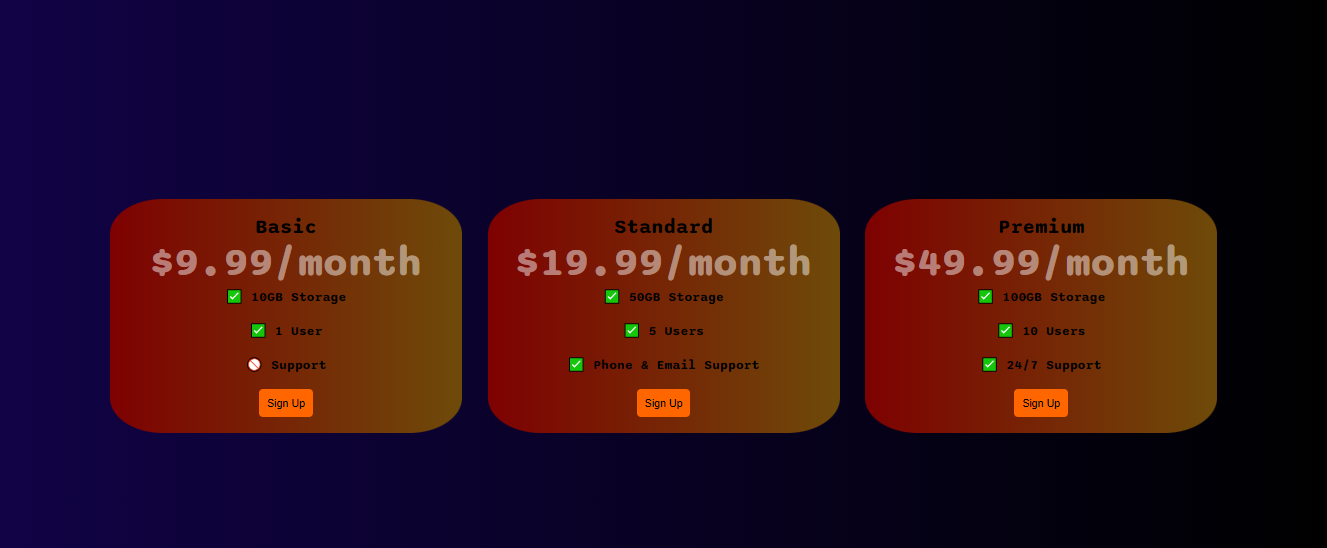 Basic
$9.99/month
✅ 10GB Storage
✅ 1 User
🚫 Support
Sign Up
Standard
$19.99/month
✅ 50GB Storage
✅ 5 Users
✅ Phone & Email Support
Sign Up
Premium
$49.99/month
✅ 100GB Storage
✅ 10 Users
✅ 24/7 Support
Sign Up